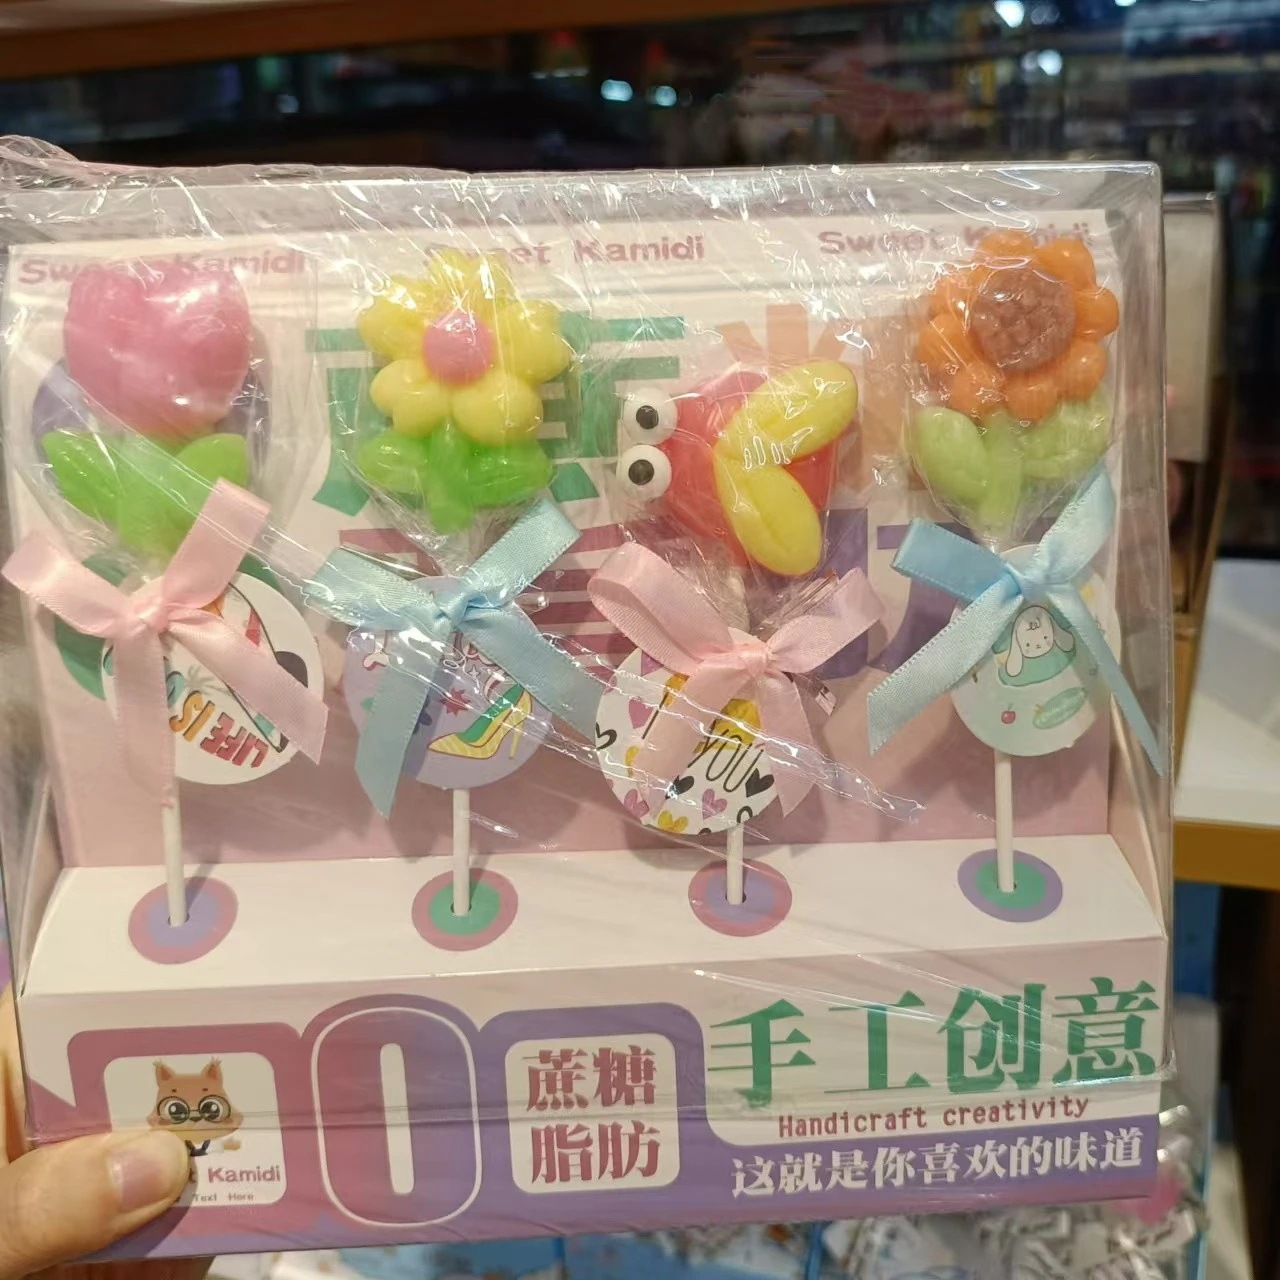 Sweet Kamidi
Sweet Kamidi
Sweet Kamidi
LIFE IS
YOU
0
蔗糖
脂肪
手工创意
Handicraft creativity
这就是你喜欢的味道
Kamidi
Text Here